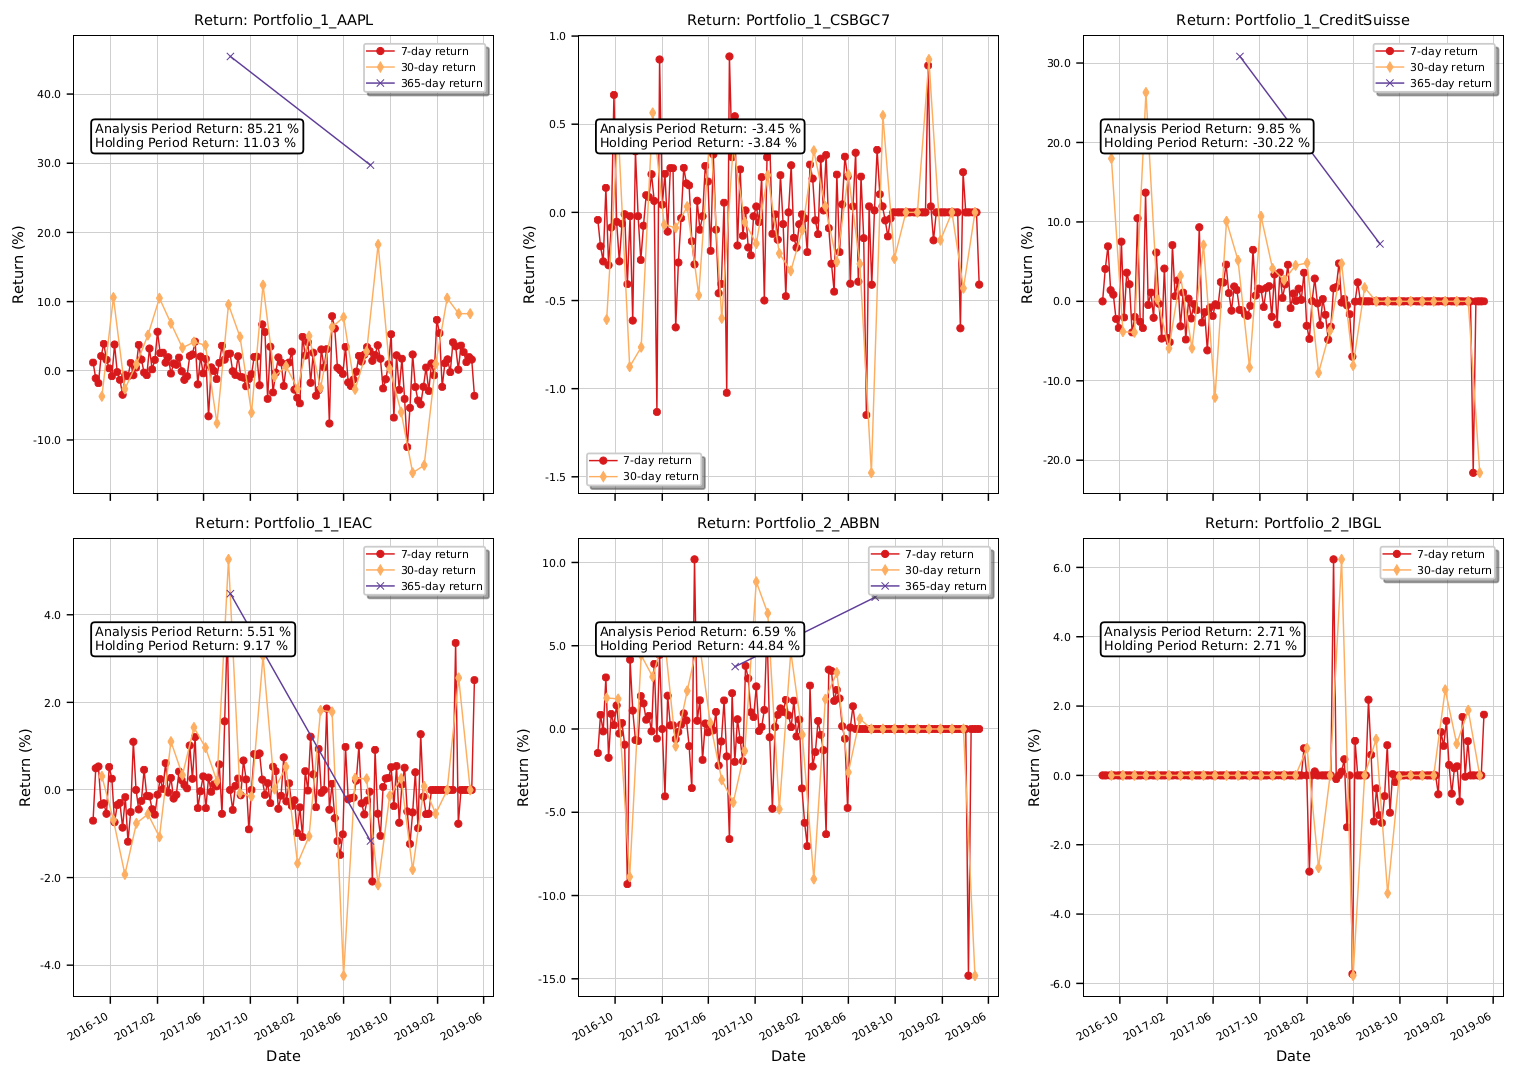 Return: Portfolio_1_AAPL
Return (%)
40.0
30.0
20.0
10.0
0.0
-10.0
7-day return
30-day return
365-day return
Analysis Period Return: 85.21 %
Holding Period Return: 11.03 %
Return: Portfolio_1_CSBGC7
Return (%)
1.0
0.5
0.0
-0.5
-1.0
-1.5
Analysis Period Return: -3.45 %
Holding Period Return: -3.84 %
7-day return
30-day return
Return: Portfolio_1_CreditSuisse
Return (%)
30.0
20.0
10.0
0.0
-10.0
-20.0
7-day return
30-day return
365-day return
Analysis Period Return: 9.85 %
Holding Period Return: -30.22 %
Return: Portfolio_1_IEAC
Return (%)
4.0
2.0
0.0
-2.0
-4.0
7-day return
30-day return
365-day return
Analysis Period Return: 5.51 %
Holding Period Return: 9.17 %
2016-10
2017-02
2017-06
2017-10
2018-02
2018-06
2018-10
2019-02
2019-06
Date
Return: Portfolio_2_ABBN
Return (%)
10.0
5.0
0.0
-5.0
-10.0
-15.0
7-day return
30-day return
365-day return
Analysis Period Return: 6.59 %
Holding Period Return: 44.84 %
2016-10
2017-02
2017-06
2017-10
2018-02
2018-06
2018-10
2019-02
2019-06
Date
Return: Portfolio_2_IBGL
Return (%)
6.0
4.0
2.0
0.0
-2.0
-4.0
-6.0
7-day return
30-day return
Analysis Period Return: 2.71 %
Holding Period Return: 2.71 %
2016-10
2017-02
2017-06
2017-10
2018-02
2018-06
2018-10
2019-02
2019-06
Date